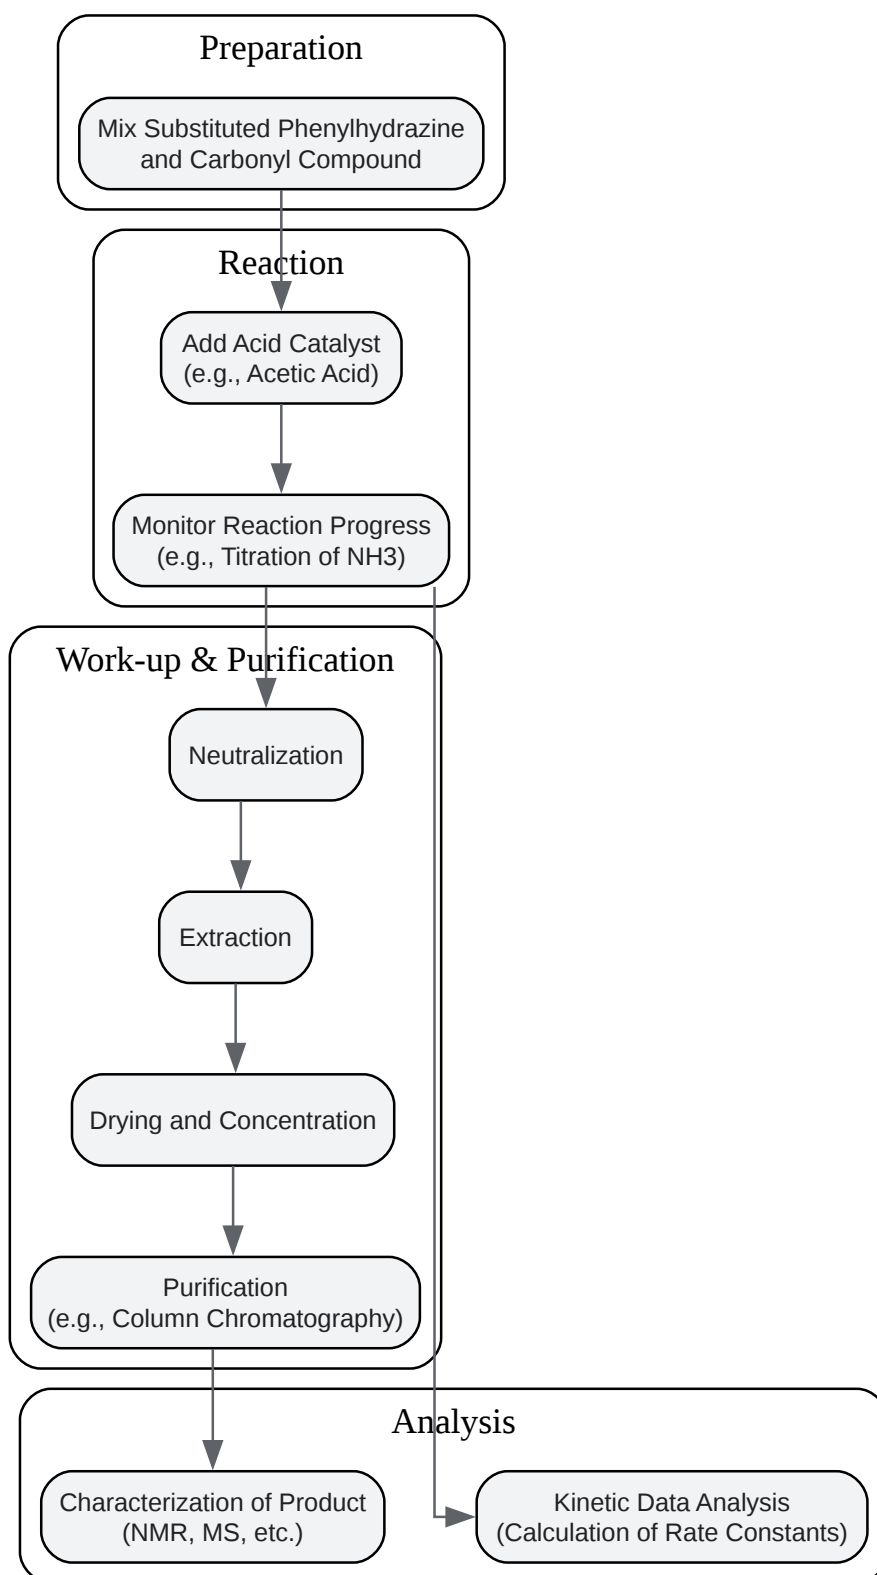 Preparation
Mix Substituted Phenylhydrazine
and Carbonyl Compound
Reaction
Add Acid Catalyst
(e.g., Acetic Acid)
Monitor Reaction Progress
(e.g., Titration of NH3)
Work-up & Purification
Neutralization
Extraction
Drying and Concentration
Purification
(e.g., Column Chromatography)
Analysis
Characterization of Product
(NMR, MS, etc.)
Kinetic Data Analysis
(Calculation of Rate Constants)